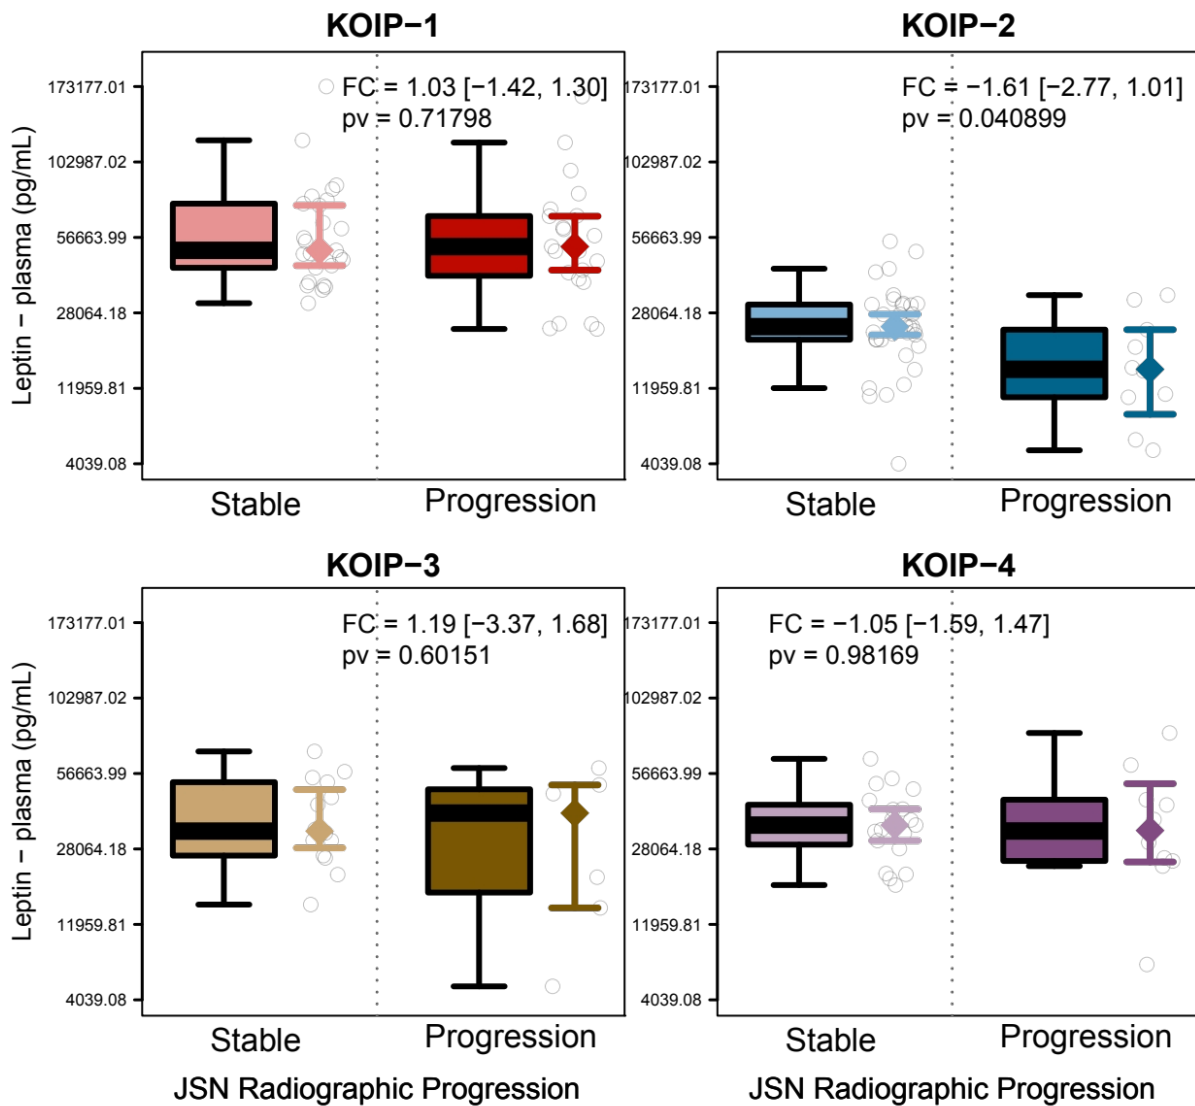 KOIP−1
Leptin − plasma (pg/mL)
173177.01
102987.02
56663.99
28064.18
11959.81
4039.08
FC = 1.03 [−1.42, 1.30]
pv = 0.71798
Stable
Progression
KOIP−2
173177.01
102987.02
56663.99
28064.18
11959.81
4039.08
FC = −1.61 [−2.77, 1.01]
pv = 0.040899
Stable
Progression
KOIP−3
Leptin − plasma (pg/mL)
173177.01
102987.02
56663.99
28064.18
11959.81
4039.08
FC = 1.19 [−3.37, 1.68]
pv = 0.60151
Stable
Progression
JSN Radiographic Progression
KOIP−4
173177.01
102987.02
56663.99
28064.18
11959.81
4039.08
FC = −1.05 [−1.59, 1.47]
pv = 0.98169
Stable
Progression
JSN Radiographic Progression